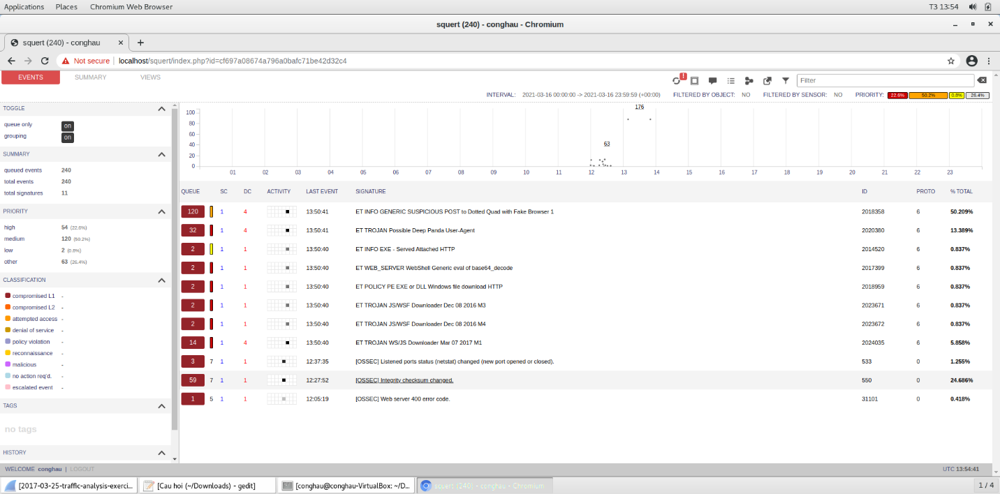 Applications Places Chromium Web Browser T3 13:54
squert (240) - conghau - Chromium
squert (240) - conghau
Not secure | localhost/squert/index.php?id=cf697a08674a796a0bafc71be42d32c4
EVENTS SUMMARY VIEWS Filter
INTERVAL: 2021-03-16 00:00:00 -> 2021-03-16 23:59:59 (+00:00) FILTERED BY OBJECT: NO FILTERED BY SENSOR: NO PRIORITY: 22.6% 50.2% 0.8% 26.4%
TOGGLE
queue only on
grouping on
SUMMARY
queued events 240
total events 240
total signatures 11
PRIORITY
high 54 (22.6%)
medium 120 (50.2%)
low 2 (0.8%)
other 63 (26.4%)
CLASSIFICATION
compromised L1 -
compromised L2 -
attempted access -
denial of service -
policy violation -
reconnaissance -
malicious -
no action req'd. -
escalated event -
TAGS
no tags
HISTORY
176
100
80
60
63
40
20
0
01 02 03 04 05 06 07 08 09 10 11 12 13 14 15 16 17 18 19 20 21 22 23
QUEUE SC DC ACTIVITY LAST EVENT SIGNATURE ID PROTO % TOTAL
120 1 4 13:50:41 ET INFO GENERIC SUSPICIOUS POST to Dotted Quad with Fake Browser 1 2018358 6 50.209%
32 1 4 13:50:41 ET TROJAN Possible Deep Panda User-Agent 2020380 6 13.389%
2 1 1 13:50:40 ET INFO EXE - Served Attached HTTP 2014520 6 0.837%
2 1 1 13:50:40 ET WEB_SERVER WebShell Generic eval of base64_decode 2017399 6 0.837%
2 1 1 13:50:40 ET POLICY PE EXE or DLL Windows file download HTTP 2018959 6 0.837%
2 1 1 13:50:40 ET TROJAN JS/WSF Downloader Dec 08 2016 M3 2023671 6 0.837%
2 1 1 13:50:40 ET TROJAN JS/WSF Downloader Dec 08 2016 M4 2023672 6 0.837%
14 1 4 13:50:40 ET TROJAN WS/JS Downloader Mar 07 2017 M1 2024035 6 5.858%
3 7 1 1 12:37:35 [OSSEC] Listened ports status (netstat) changed (new port opened or closed). 533 0 1.255%
59 7 1 1 12:27:52 [OSSEC] Integrity checksum changed. 550 0 24.686%
1 5 1 1 12:05:19 [OSSEC] Web server 400 error code. 31101 0 0.418%
WELCOME conghau | LOGOUT UTC 13:54:41
[2017-03-25-traffic-analysis-exerci... [Cau hoi (~/Downloads) - gedit] [conghau@conghau-VirtualBox: ~/D... squert (240) - conghau - Chromium 1 / 4